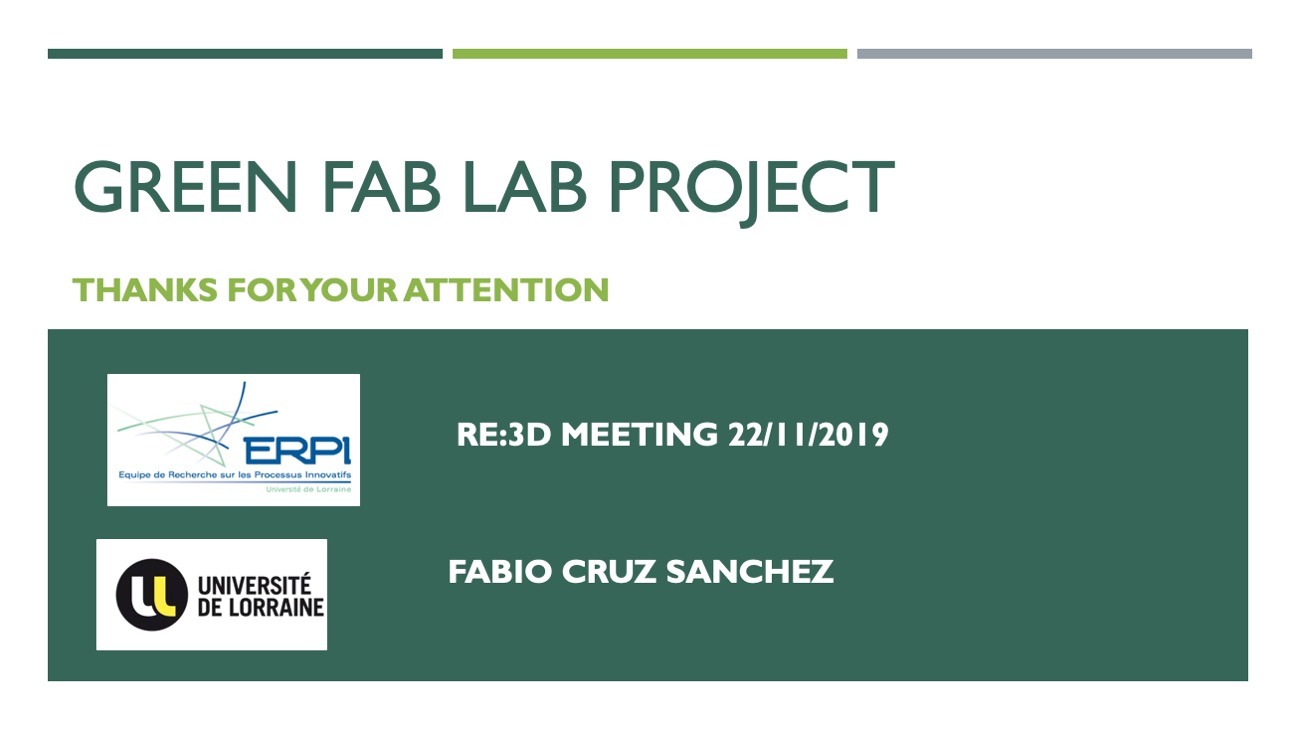 GREEN FAB LAB PROJECT
THANKS FOR YOUR ATTENTION
ERPI
Equipe de Recherche sur les Processus Innovatifs
Université de Lorraine
RE:3D MEETING 22/11/2019
UNIVERSITÉ
DE LORRAINE
FABIO CRUZ SANCHEZ